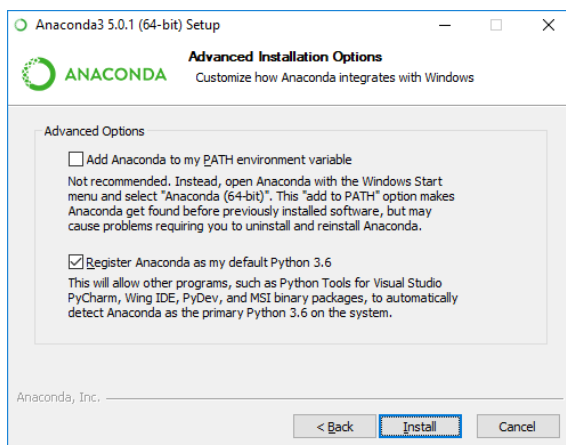 Anaconda3 5.0.1 (64-bit) Setup
Advanced Installation Options
ANACONDA
Customize how Anaconda integrates with Windows
Advanced Options
Add Anaconda to my PATH environment variable
Not recommended. Instead, open Anaconda with the Windows Start
menu and select "Anaconda (64-bit)". This "add to PATH" option makes
Anaconda get found before previously installed software, but may
cause problems requiring you to uninstall and reinstall Anaconda.
Register Anaconda as my default Python 3.6
This will allow other programs, such as Python Tools for Visual Studio
PyCharm, Wing IDE, PyDev, and MSI binary packages, to automatically
detect Anaconda as the primary Python 3.6 on the system.
Anaconda, Inc.
< Back
Install
Cancel